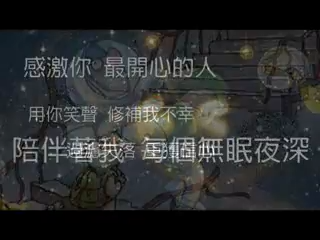 感激你 最開心的人
用你笑聲 修補我不幸
陪伴著我 每個無眠夜深